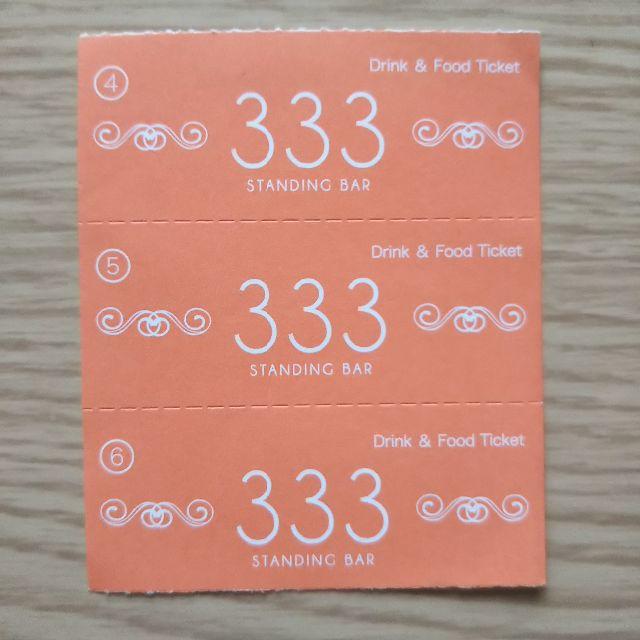 ④
Drink & Food Ticket
333
STANDING BAR
⑤
Drink & Food Ticket
333
STANDING BAR
⑥
Drink & Food Ticket
333
STANDING BAR